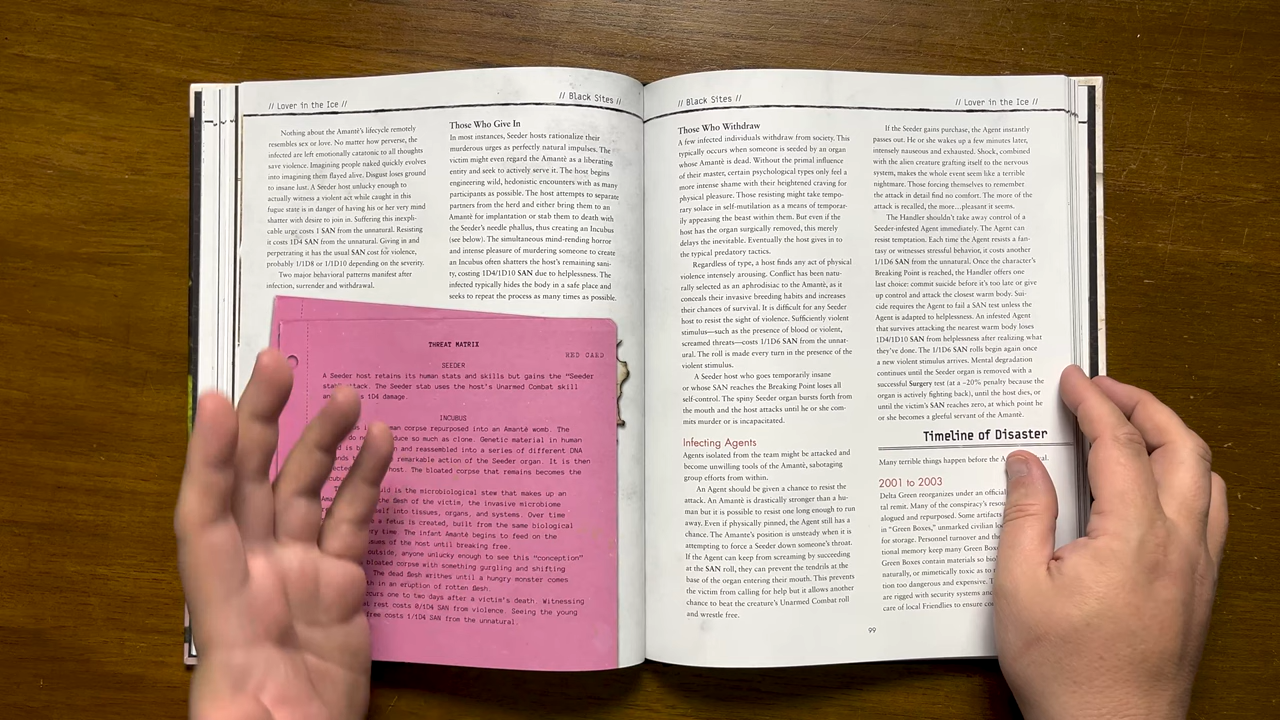 // Lover in the Ice //
// Black Sites //
Nothing about the Amanté's lifecycle remotely
resembles sex or love. No matter how perverse, the
infected are left emotionally catatonic to all thoughts
save violence. Imagining people naked quickly evolves
into imagining them flayed alive. Disgust loses ground
to insane lust. A Seeder host unlucky enough to
actually witness a violent act while caught in this
fugue state is in danger of having his or her very mind
shatter with desire to join in. Suffering this inexpli-
cable urge costs 1 SAN from the unnatural. Resisting
it costs 1D4 SAN from the unnatural. Giving in and
perpetrating it has the usual SAN cost for violence,
probably 1/1D8 or 1/1D10 depending on the severity.
Two major behavioral patterns manifest after
infection, surrender and withdrawal.
Those Who Give In
In most instances, Seeder hosts rationalize their
murderous urges as perfectly natural impulses. The
victim might even regard the Amanté as a liberating
entity and seek to actively serve it. The host begins
engineering wild, hedonistic encounters with as many
participants as possible. The host attempts to separate
partners from the herd and either bring them to an
Amanté for implantation or stab them to death with
the Seeder's needle phallus, thus creating an Incubus
(see below). The simultaneous mind-rending horror
and intense pleasure of murdering someone to create
an Incubus often shatters the host's remaining sani-
ty, costing 1D4/1D10 SAN due to helplessness. The
infected typically hides the body in a safe place and
seeks to repeat the process as many times as possible.
THREAT MATRIX
RED CARD
SEEDER
A Seeder host retains its human stats and skills but gains the "Seeder
stab" attack. The Seeder stab uses the host's Unarmed Combat skill
1D4 damage.
INCUBUS
man corpse repurposed into an Amanté womb. The
so much as clone. Genetic material in human
and reassembled into a series of different DNA
remarkable action of the Seeder organ. It is then
host. The bloated corpse that remains becomes the
is the microbiological stew that makes up an
the flesh of the victim, the invasive microbiome
into tissues, organs, and systems. Over time
a fetus is created, built from the same biological
time. The infant Amanté begins to feed on the
of the host until breaking free.
outside, anyone unlucky enough to see this "conception"
bloated corpse with something gurgling and shifting
The dead flesh writhes until a hungry monster comes
in an eruption of rotten flesh.
one to two days after a victim's death. Witnessing
rest costs 0/1D4 SAN from violence. Seeing the young
free costs 1/1D4 SAN from the unnatural.
// Black Sites //
// Lover in the Ice //
Those Who Withdraw
A few infected individuals withdraw from society. This
typically occurs when someone is seeded by an organ
whose Amanté is dead. Without the primal influence
of their master, certain psychological types only feel a
more intense shame with their heightened craving for
physical pleasure. Those resisting might take tempo-
rary solace in self-mutilation as a means of temporar-
ily appeasing the beast within them. But even if the
host has the organ surgically removed, this merely
delays the inevitable. Eventually the host gives in to
the typical predatory tactics.
Regardless of type, a host finds any act of physical
violence intensely arousing. Conflict has been natu-
rally selected as an aphrodisiac to the Amanté, as it
conceals their invasive breeding habits and increases
their chances of survival. It is difficult for any Seeder
host to resist the sight of violence. Sufficiently violent
stimulus—such as the presence of blood or violent,
screamed threats—costs 1/1D6 SAN from the unnat-
ural. The roll is made every turn in the presence of the
violent stimulus.
A Seeder host who goes temporarily insane
or whose SAN reaches the Breaking Point loses all
self-control. The spiny Seeder organ bursts forth from
the mouth and the host attacks until he or she com-
mits murder or is incapacitated.
Infecting Agents
Agents isolated from the team might be attacked and
become unwilling tools of the Amanté, sabotaging
group efforts from within.
An Agent should be given a chance to resist the
attack. An Amanté is drastically stronger than a hu-
man but it is possible to resist one long enough to run
away. Even if physically pinned, the Agent still has a
chance. The Amanté's position is unsteady when it is
attempting to force a Seeder down someone's throat.
If the Agent can keep from screaming by succeeding
at the SAN roll, they can prevent the tendrils at the
base of the organ entering their mouth. This prevents
the victim from calling for help but it allows another
chance to beat the creature's Unarmed Combat roll
and wrestle free.
If the Seeder gains purchase, the Agent instantly
passes out. He or she wakes up a few minutes later,
intensely nauseous and exhausted. Shock, combined
with the alien creature grafting itself to the nervous
system, makes the whole event seem like a terrible
nightmare. Those forcing themselves to remember
the attack in detail find no comfort. The more of the
attack is recalled, the more…pleasant it seems.
The Handler shouldn't take away control of a
Seeder-infected Agent immediately. The Agent can
resist temptation. Each time the Agent resists a fan-
tasy or witnesses stressful behavior, it costs another
1/1D6 SAN from the unnatural. Once the character's
Breaking Point is reached, the Handler offers one
last choice: commit suicide before it's too late or give
up control and attack the closest warm body. Sui-
cide requires the Agent to fail a SAN test unless the
Agent is adapted to helplessness. An infested Agent
that survives attacking the nearest warm body loses
1D4/1D10 SAN from helplessness after realizing what
they've done. The 1/1D6 SAN rolls begin again once
a new violent stimulus arrives. Mental degradation
continues until the Seeder organ is removed with a
successful Surgery test (at a −20% penalty because the
organ is actively fighting back), until the host dies, or
until the victim's SAN reaches zero, at which point he
or she becomes a gleeful servant of the Amanté.
Timeline of Disaster
Many terrible things happen before the
2001 to 2003
Delta Green reorganizes under an official
tal remit. Many of the conspiracy's resour
alogued and repurposed. Some artifacts
in "Green Boxes," unmarked civilian lo
for storage. Personnel turnover and the
tional memory keep many Green Boxes
Green Boxes contain materials so bio
naturally, or mimetically toxic as to
tion too dangerous and expensive. T
are rigged with security systems and
care of local Friendlies to ensure co
99